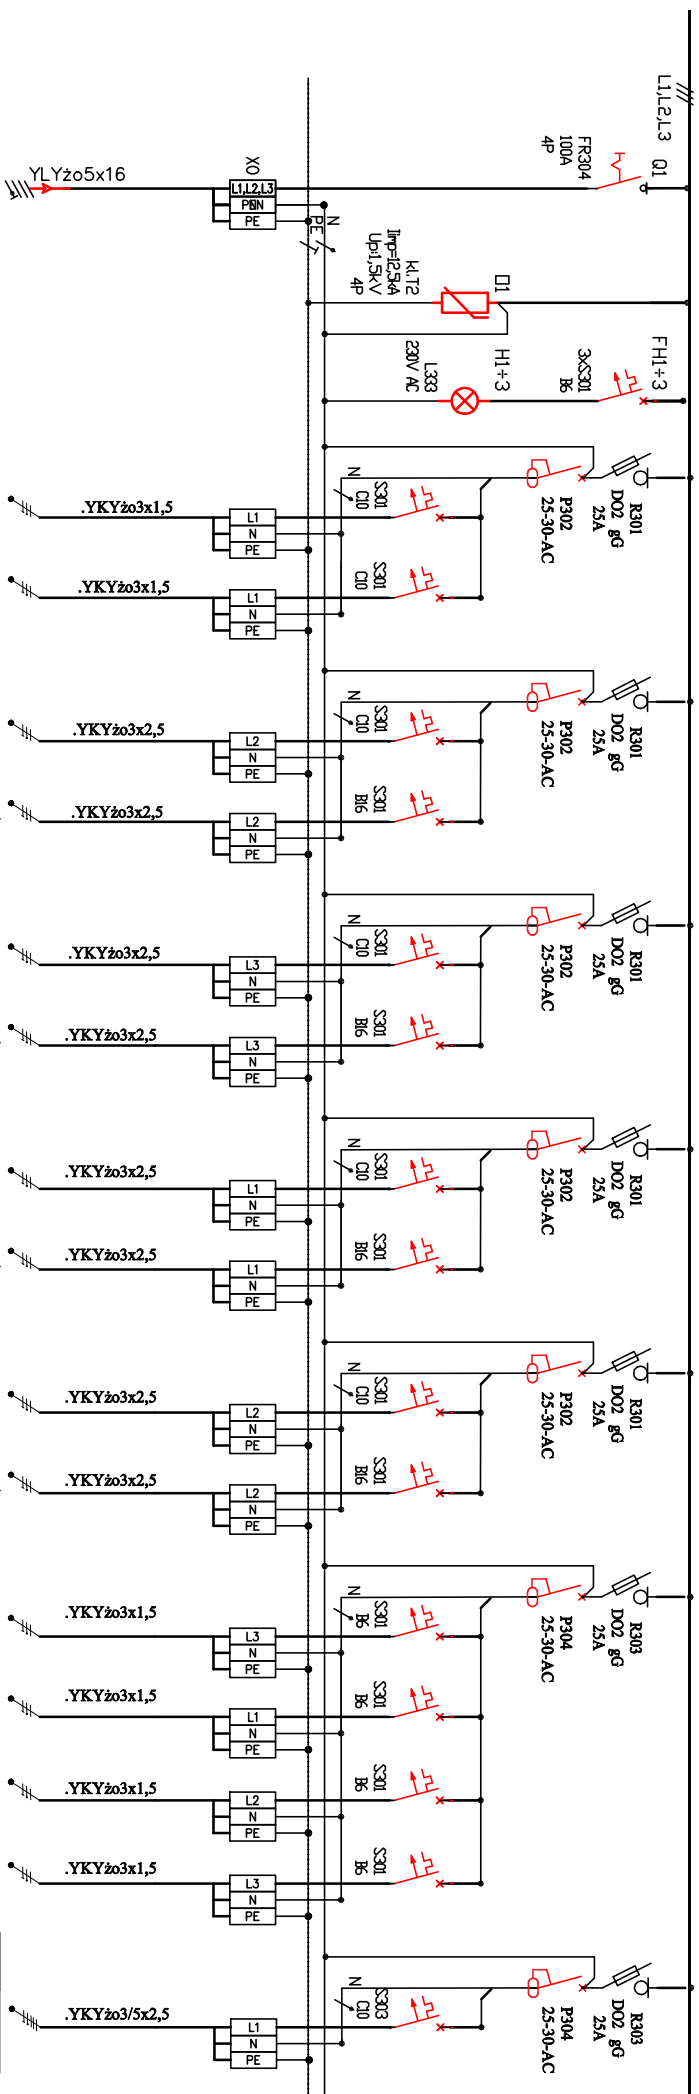 L1,L2,L3
Q1
FR304
100A
4P
YLYżo5x16
X0
L1,L2,L3
PE
N
PE
N
PE
□1
kl.T2
Iimp=12,5kA
Up:1,5kV
4P
FH1÷3
3xS301
B6
H1÷3
L333
230V AC
R301
DO2 gG
25A
P302
25-30-AC
N
S301
C10
.YKYżo3x1,5
L1
N
PE
S301
C10
.YKYżo3x1,5
L1
N
PE
R301
DO2 gG
25A
P302
25-30-AC
N
S301
C10
.YKYżo3x2,5
L2
N
PE
S301
B16
.YKYżo3x2,5
L2
N
PE
R301
DO2 gG
25A
P302
25-30-AC
N
S301
C10
.YKYżo3x2,5
L3
N
PE
S301
B16
.YKYżo3x2,5
L3
N
PE
R301
DO2 gG
25A
P302
25-30-AC
N
S301
C10
.YKYżo3x2,5
L1
N
PE
S301
B16
.YKYżo3x2,5
L1
N
PE
R301
DO2 gG
25A
P302
25-30-AC
N
S301
C10
.YKYżo3x2,5
L2
N
PE
S301
B16
.YKYżo3x2,5
L2
N
PE
R303
DO2 gG
25A
P304
25-30-AC
N
S301
B6
.YKYżo3x1,5
L3
N
PE
S301
B6
.YKYżo3x1,5
L1
N
PE
S301
B6
.YKYżo3x1,5
L2
N
PE
S301
B6
.YKYżo3x1,5
L3
N
PE
R303
DO2 gG
25A
P304
25-30-AC
N
S303
C10
.YKYżo3/5x2,5
L1
N
PE